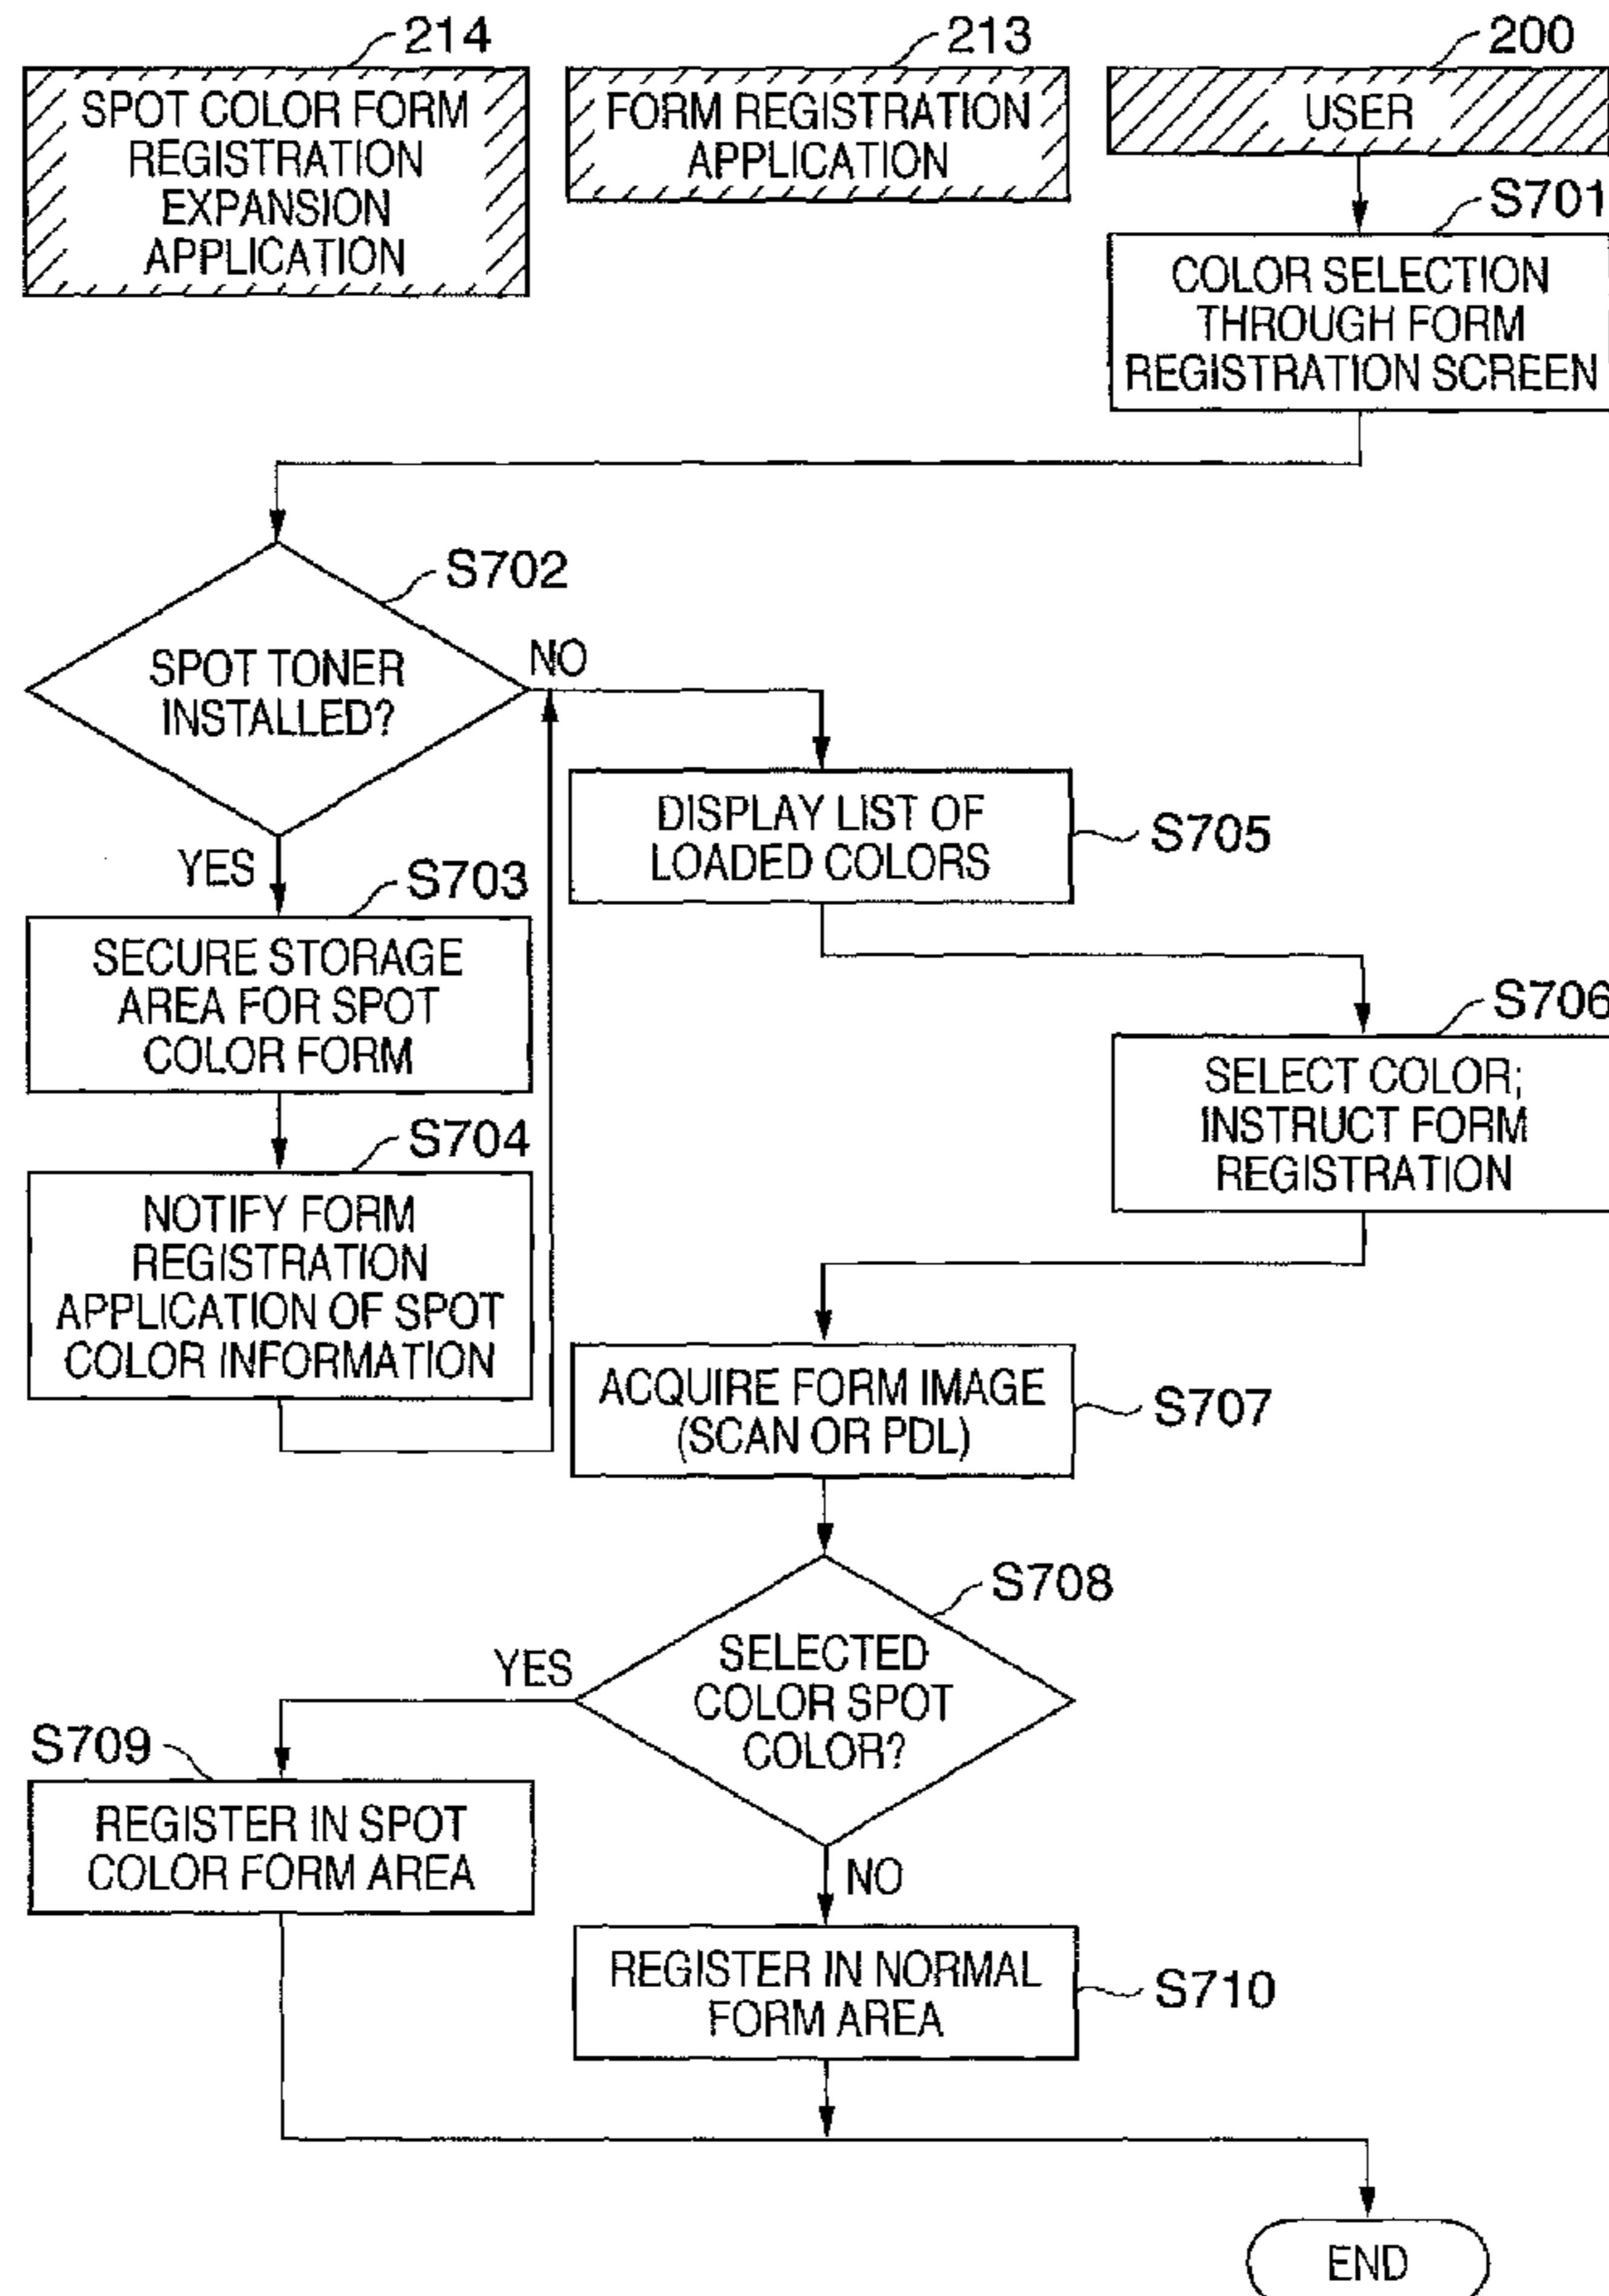 214
SPOT COLOR FORM
REGISTRATION
EXPANSION
APPLICATION
213
FORM REGISTRATION
APPLICATION
200
USER
S701
COLOR SELECTION
THROUGH FORM
REGISTRATION SCREEN
S702
SPOT TONER
INSTALLED?
NO
YES
S703
SECURE STORAGE
AREA FOR SPOT
COLOR FORM
S704
NOTIFY FORM
REGISTRATION
APPLICATION OF SPOT
COLOR INFORMATION
DISPLAY LIST OF
LOADED COLORS
S705
S706
SELECT COLOR;
INSTRUCT FORM
REGISTRATION
ACQUIRE FORM IMAGE
(SCAN OR PDL)
S707
S708
SELECTED
COLOR SPOT
COLOR?
YES
S709
REGISTER IN SPOT
COLOR FORM AREA
NO
REGISTER IN NORMAL
FORM AREA
S710
END